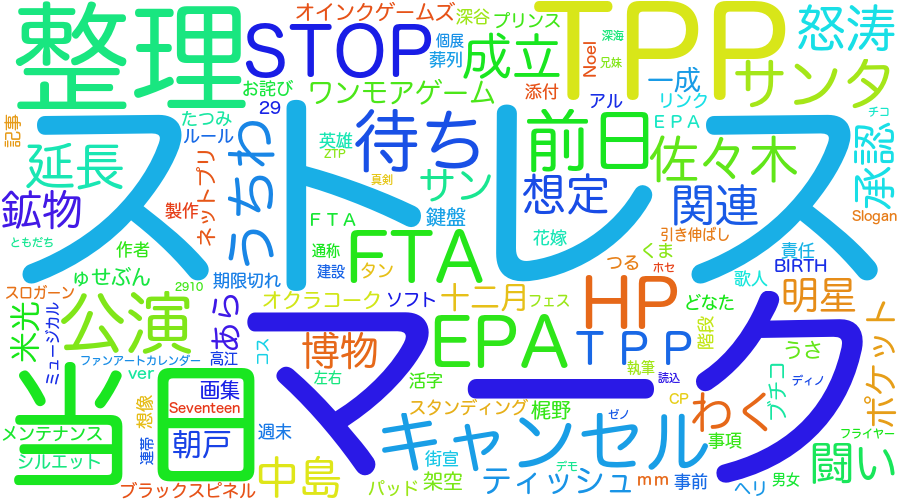 整理
STOP
オインクゲームズ
深谷
プリンス
個展
葬列
成立
TPP
深海
兄妹
Noel
怒涛
サンタ
一成
添付
アル
リンク
お詫び
29
ワンモアゲーム
ＥＰＡ
チコ
記事
たつみ
ルール
延長
うちわ
ストレス
英雄
ZTP
待ち
前日
佐々木
承認
鉱物
製作
ネットプリ
真剣
サン
想定
関連
Slogan
ともだち
作者
ゅせぶん
2910
期限切れ
ＦＴＡ
通称
建設
タン
鍵盤
FTA
花嫁
つる
くま
引き伸ばし
責任
BIRTH
歌人
ホセ
スロガーン
米光
ミュージカル
公演
あら
高江
オクラコーク
ソフト
十二月
フェス
HP
どなた
階段
明星
ポケット
ファンアートカレンダー
ver
コス
博物
マーク
EPA
ＴＰＰ
うさ
ブチコ
当日
画集
Seventeen
想像
連帯
朝戸
週末
左右
活字
スタンディング
梶野
執筆
読込
ゼノ
CP
ディノ
わく
事項
メンテナンス
シルエット
中島
キャンセル
街宣
デモ
架空
パッド
ティッシュ
ｍｍ
事前
ヘリ
男女
フライヤー
闘い
ブラックスピネル